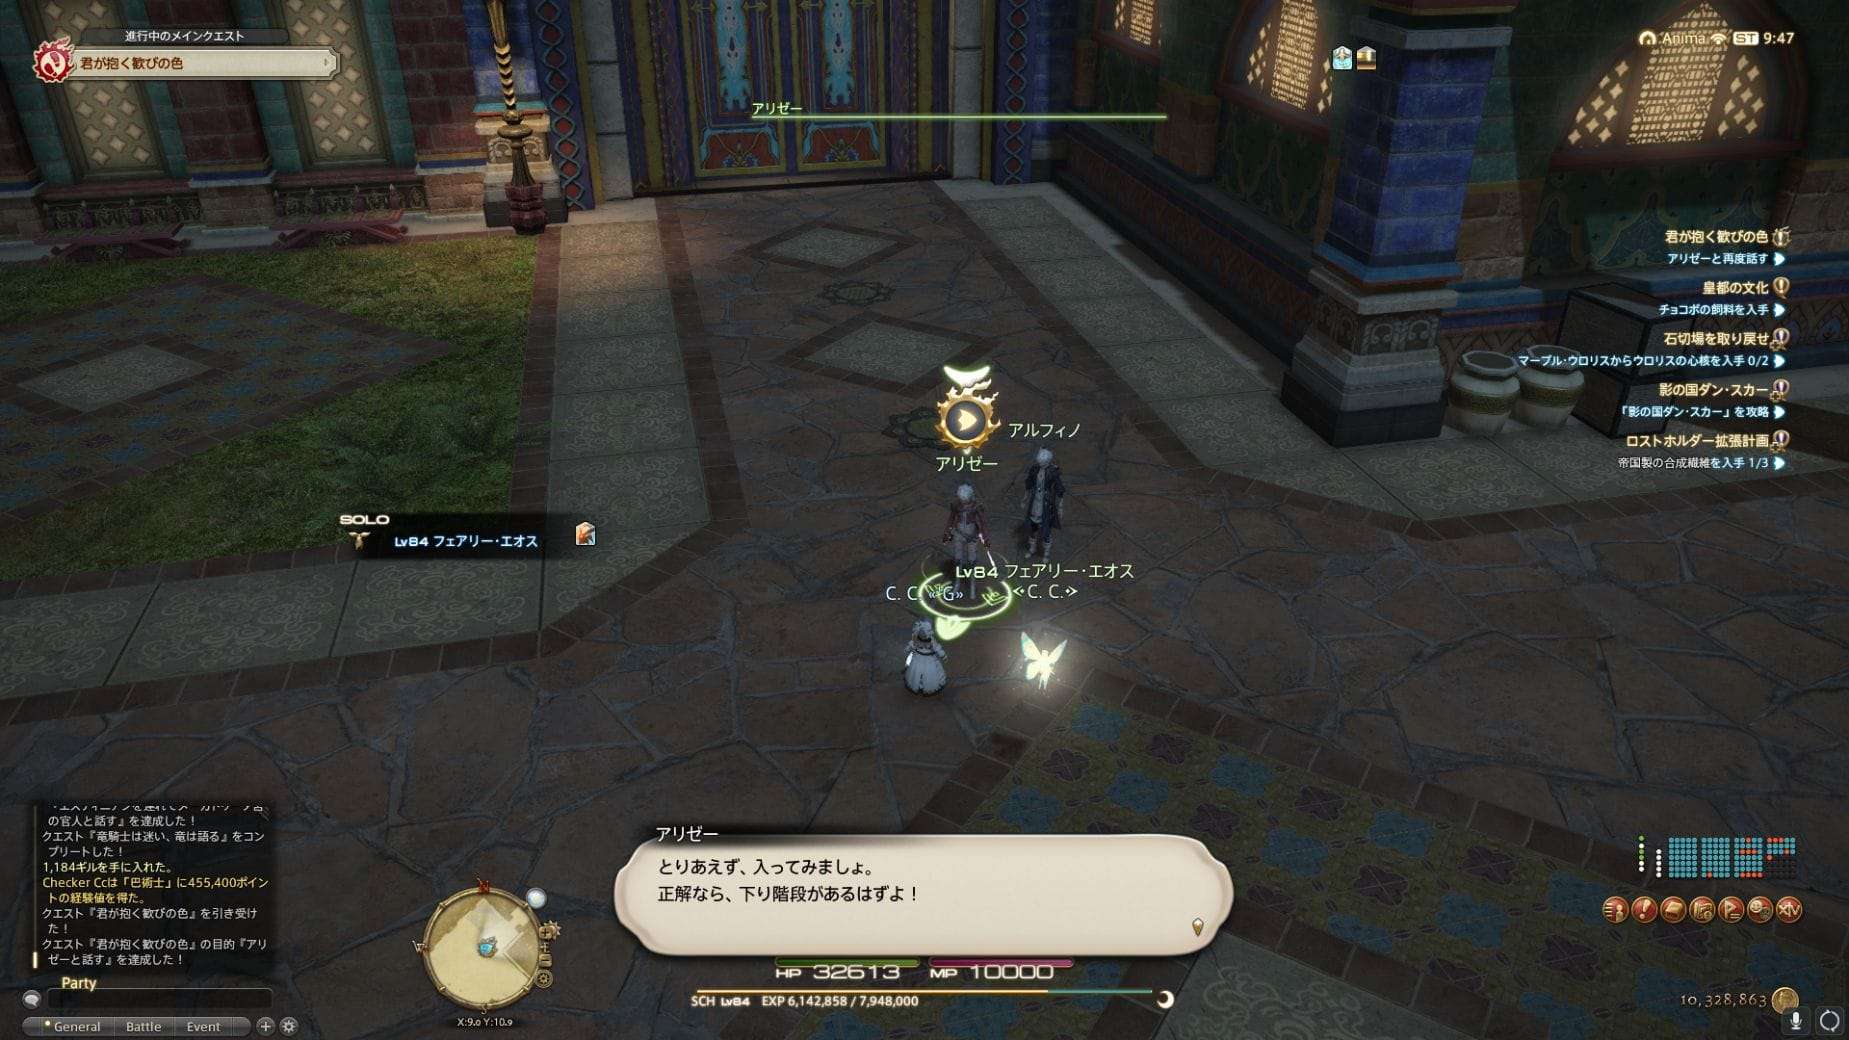 進行中のメインクエスト
君が抱く歓びの色
Anima ST 9:47
アリゼー
君が抱く歓びの色
アリゼーと再度話す
皇都の文化
チョコボの飼料を入手
石切場を取り戻せ
マーブル・ウロリスからウロリスの心核を入手 0/2
影の国ダン・スカー
「影の国ダン・スカー」を攻略
ロストホルダー拡張計画
帝国製の合成繊維を入手 1/3
アルフィノ
アリゼー
SOLO
Lv84 フェアリー・エオス
Lv84 フェアリー・エオス
C. C. «G»
C. C.
の官人と話す』を達成した！
クエスト『竜騎士は迷い、竜は語る』をコン
プリートした！
1,184ギルを手に入れた。
Checker Ccは「巴術士」に455,400ポイン
トの経験値を得た。
クエスト『君が抱く歓びの色』を引き受け
た！
クエスト『君が抱く歓びの色』の目的『アリ
ゼーと話す』を達成した！
Party
General Battle Event
N
W
X:9.0 Y:10.9
アリゼー
とりあえず、入ってみましょ。
正解なら、下り階段があるはずよ！
HP 32613 MP 10000
SCH Lv84 EXP 6,142,858 / 7,948,000
XIV
10,328,863